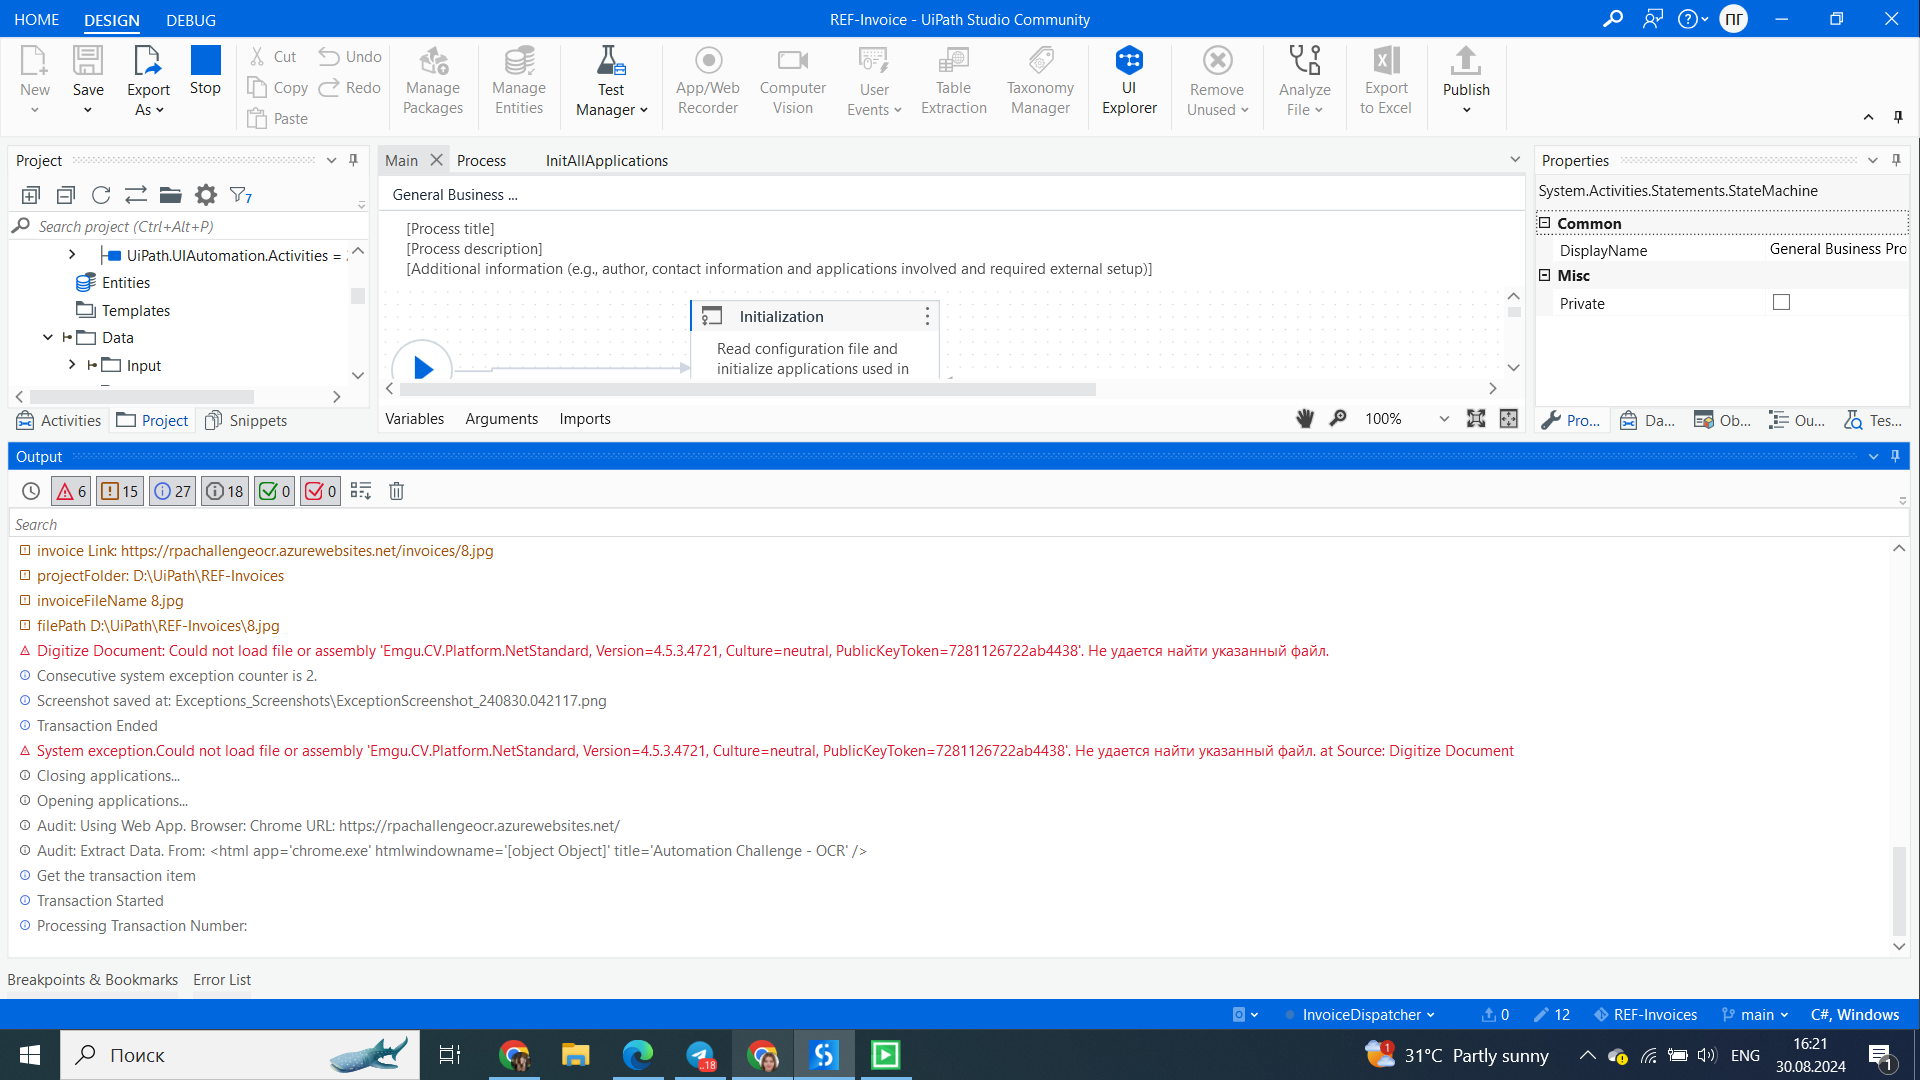 HOME DESIGN DEBUG
REF-Invoice - UiPath Studio Community
ПГ
New
Save
Export As
Stop
Cut
Copy
Paste
Undo
Redo
Manage Packages
Manage Entities
Test Manager
App/Web Recorder
Computer Vision
User Events
Table Extraction
Taxonomy Manager
UI Explorer
Remove Unused
Analyze File
Export to Excel
Publish
Project
7
Search project (Ctrl+Alt+P)
UiPath.UIAutomation.Activities =
Entities
Templates
Data
Input
Activities Project Snippets
Main Process InitAllApplications
General Business ...
[Process title]
[Process description]
[Additional information (e.g., author, contact information and applications involved and required external setup)]
Initialization
Read configuration file and
initialize applications used in
Variables Arguments Imports
100%
Properties
System.Activities.Statements.StateMachine
Common
DisplayName General Business Pro
Misc
Private
Pro... Da... Ob... Ou... Tes...
Output
6 15 27 18 0 0
Search
invoice Link: https://rpachallengeocr.azurewebsites.net/invoices/8.jpg
projectFolder: D:\UiPath\REF-Invoices
invoiceFileName 8.jpg
filePath D:\UiPath\REF-Invoices\8.jpg
Digitize Document: Could not load file or assembly 'Emgu.CV.Platform.NetStandard, Version=4.5.3.4721, Culture=neutral, PublicKeyToken=7281126722ab4438'. Не удается найти указанный файл.
Consecutive system exception counter is 2.
Screenshot saved at: Exceptions_Screenshots\ExceptionScreenshot_240830.042117.png
Transaction Ended
System exception.Could not load file or assembly 'Emgu.CV.Platform.NetStandard, Version=4.5.3.4721, Culture=neutral, PublicKeyToken=7281126722ab4438'. Не удается найти указанный файл. at Source: Digitize Document
Closing applications...
Opening applications...
Audit: Using Web App. Browser: Chrome URL: https://rpachallengeocr.azurewebsites.net/
Audit: Extract Data. From: <html app='chrome.exe' htmlwindowname='[object Object]' title='Automation Challenge - OCR' />
Get the transaction item
Transaction Started
Processing Transaction Number:
Breakpoints & Bookmarks Error List
InvoiceDispatcher 0 12 REF-Invoices main C#, Windows
Поиск
..18
1
31°C Partly sunny
ENG
16:21
30.08.2024
1